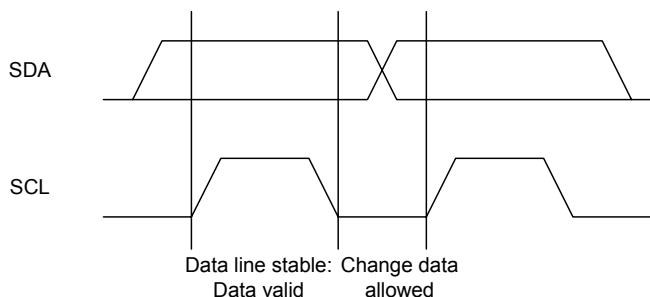 SDA
SCL
Data line stable:
Data valid
Change data
allowed